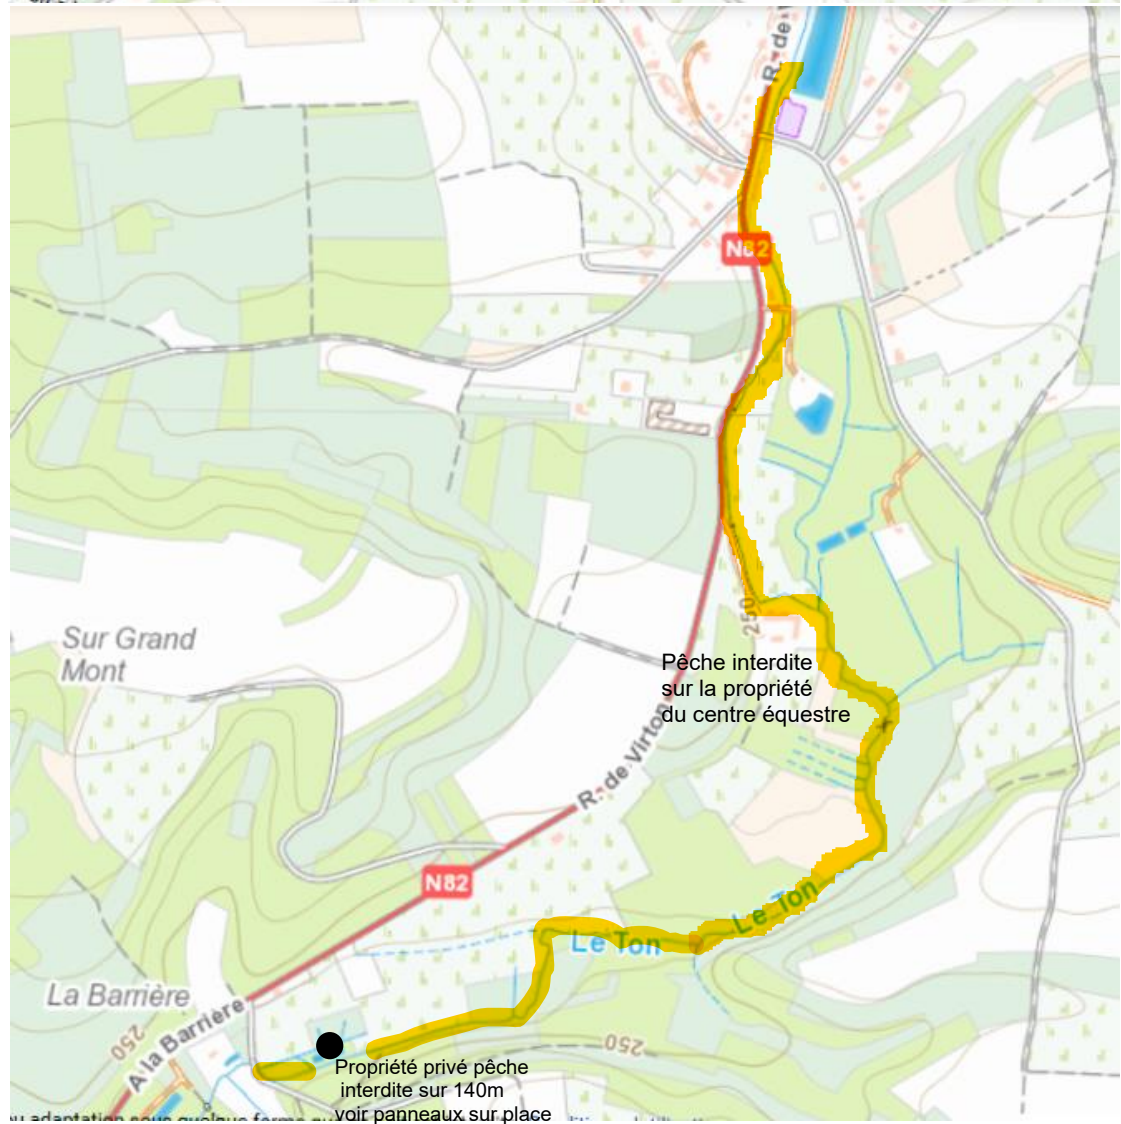 R. de V
N82
Sur Grand
Mont
250
Pêche interdite
sur la propriété
du centre équestre
R. de Virton
N82
Le Ton
Le Ton
La Barrière
A la Barrière
250
250
Propriété privé pêche
interdite sur 140m
voir panneaux sur place